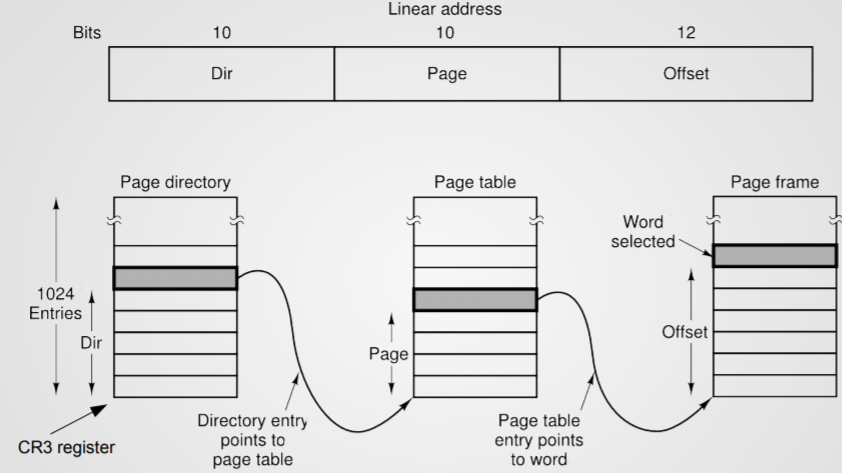 Linear address
Bits 10 10 12
Dir Page Offset
Page directory Page table Page frame
Word
selected
1024
Entries
Dir
Page
Offset
CR3 register
Directory entry
points to
page table
Page table
entry points
to word